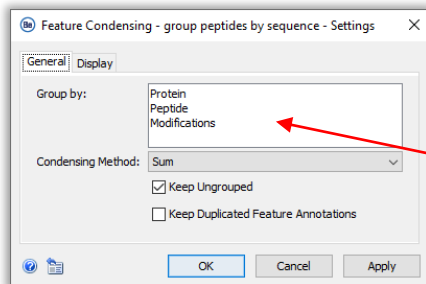 Be Feature Condensing - group peptides by sequence - Settings
General Display
Group by: Protein
Peptide
Modifications
Condensing Method: Sum
Keep Ungrouped
Keep Duplicated Feature Annotations
OK Cancel Apply